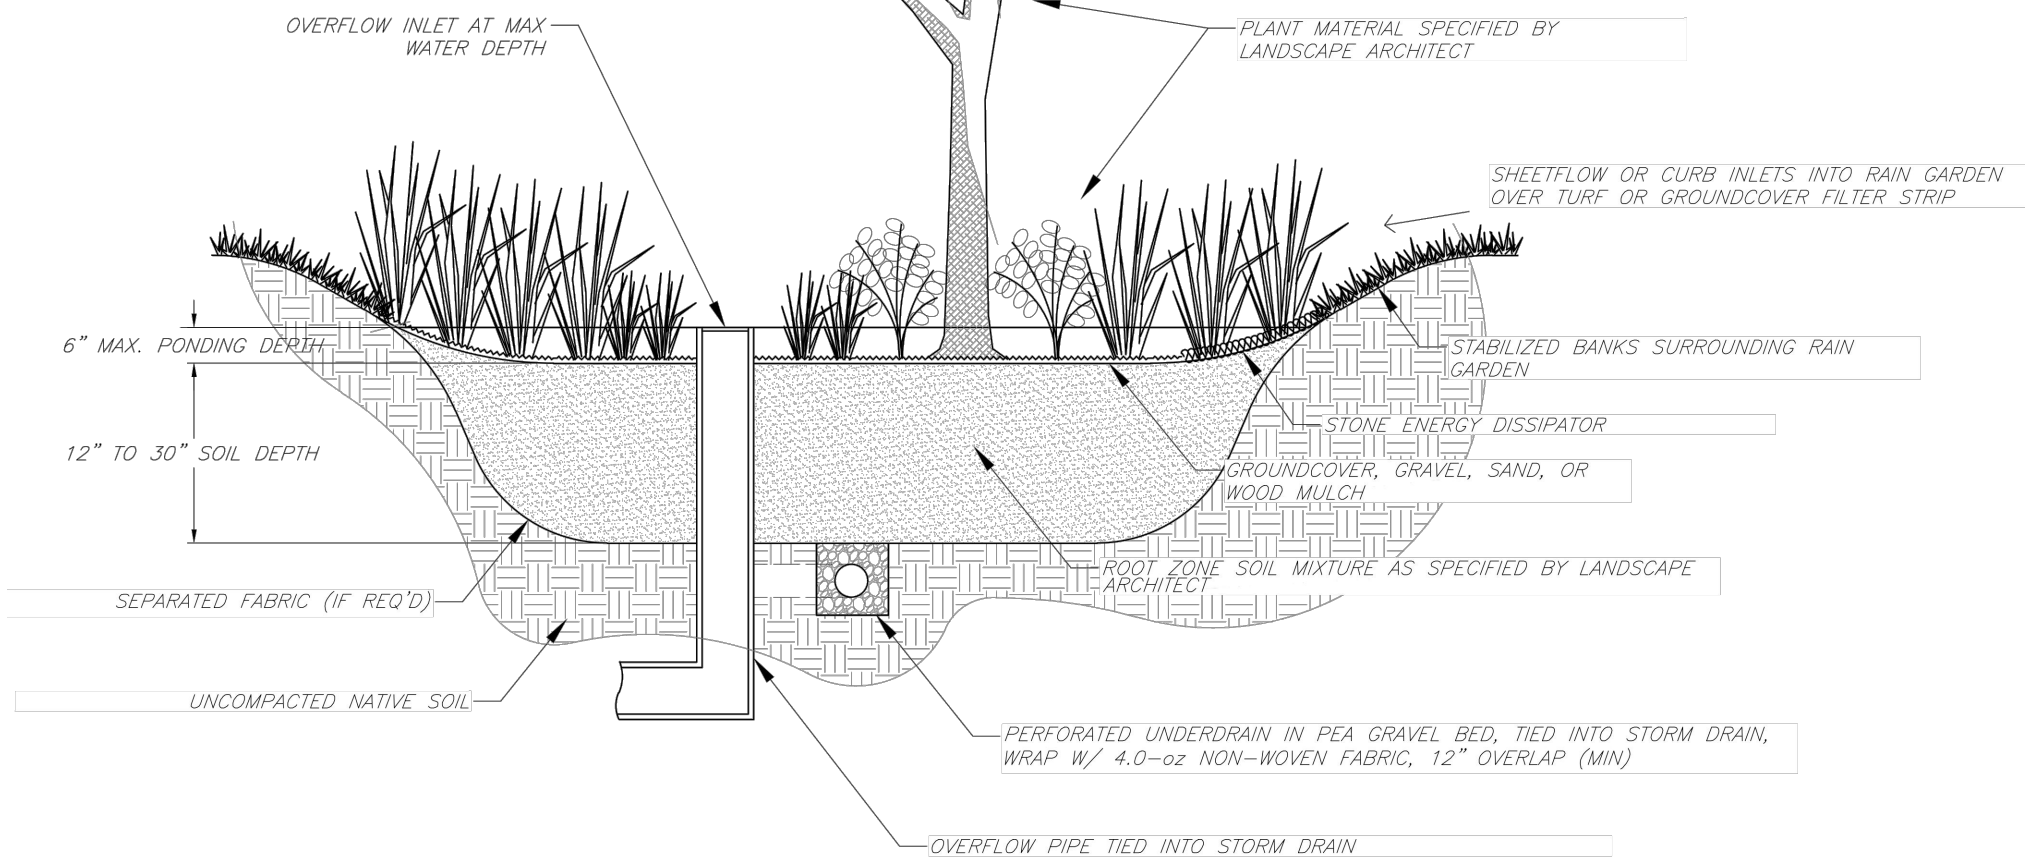 OVERFLOW INLET AT MAX
WATER DEPTH
PLANT MATERIAL SPECIFIED BY
LANDSCAPE ARCHITECT
SHEETFLOW OR CURB INLETS INTO RAIN GARDEN
OVER TURF OR GROUNDCOVER FILTER STRIP
6" MAX. PONDING DEPTH
STABILIZED BANKS SURROUNDING RAIN
GARDEN
STONE ENERGY DISSIPATOR
12" TO 30" SOIL DEPTH
GROUNDCOVER, GRAVEL, SAND, OR
WOOD MULCH
ROOT ZONE SOIL MIXTURE AS SPECIFIED BY LANDSCAPE
ARCHITECT
SEPARATED FABRIC (IF REQ'D)
UNCOMPACTED NATIVE SOIL
PERFORATED UNDERDRAIN IN PEA GRAVEL BED, TIED INTO STORM DRAIN,
WRAP W/ 4.0-oz NON-WOVEN FABRIC, 12" OVERLAP (MIN)
OVERFLOW PIPE TIED INTO STORM DRAIN